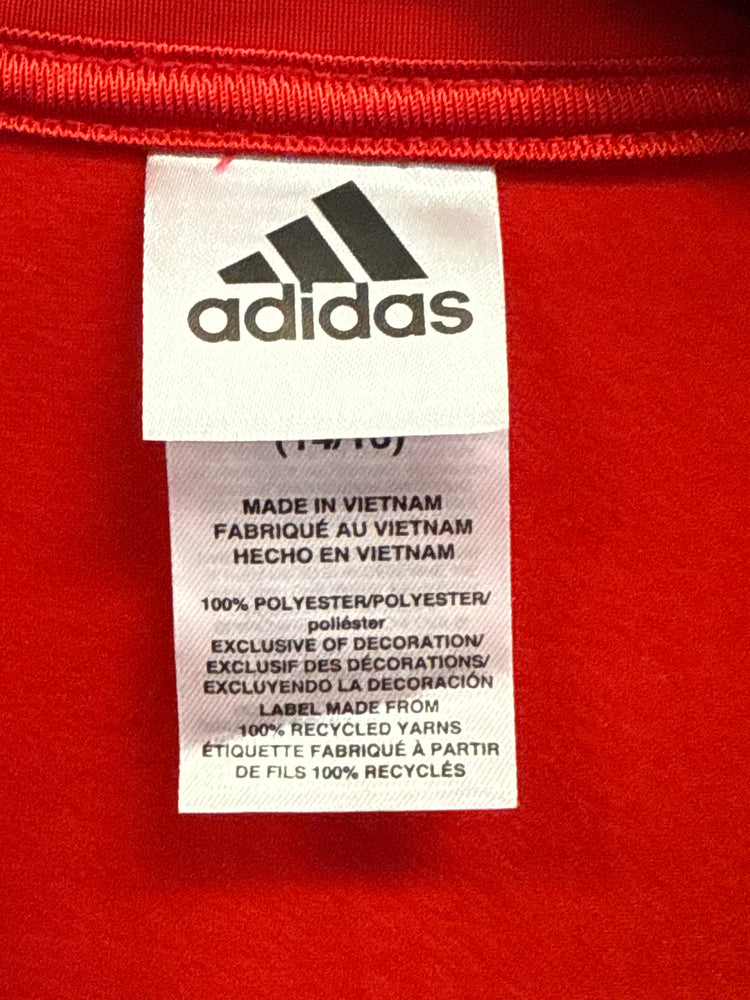 adidas
MADE IN VIETNAM
FABRIQUÉ AU VIETNAM
HECHO EN VIETNAM
100% POLYESTER/POLYESTER/
poliéster
EXCLUSIVE OF DECORATION/
EXCLUSIF DES DÉCORATIONS/
EXCLUYENDO LA DECORACIÓN
LABEL MADE FROM
100% RECYCLED YARNS
ÉTIQUETTE FABRIQUÉ À PARTIR
DE FILS 100% RECYCLÉS